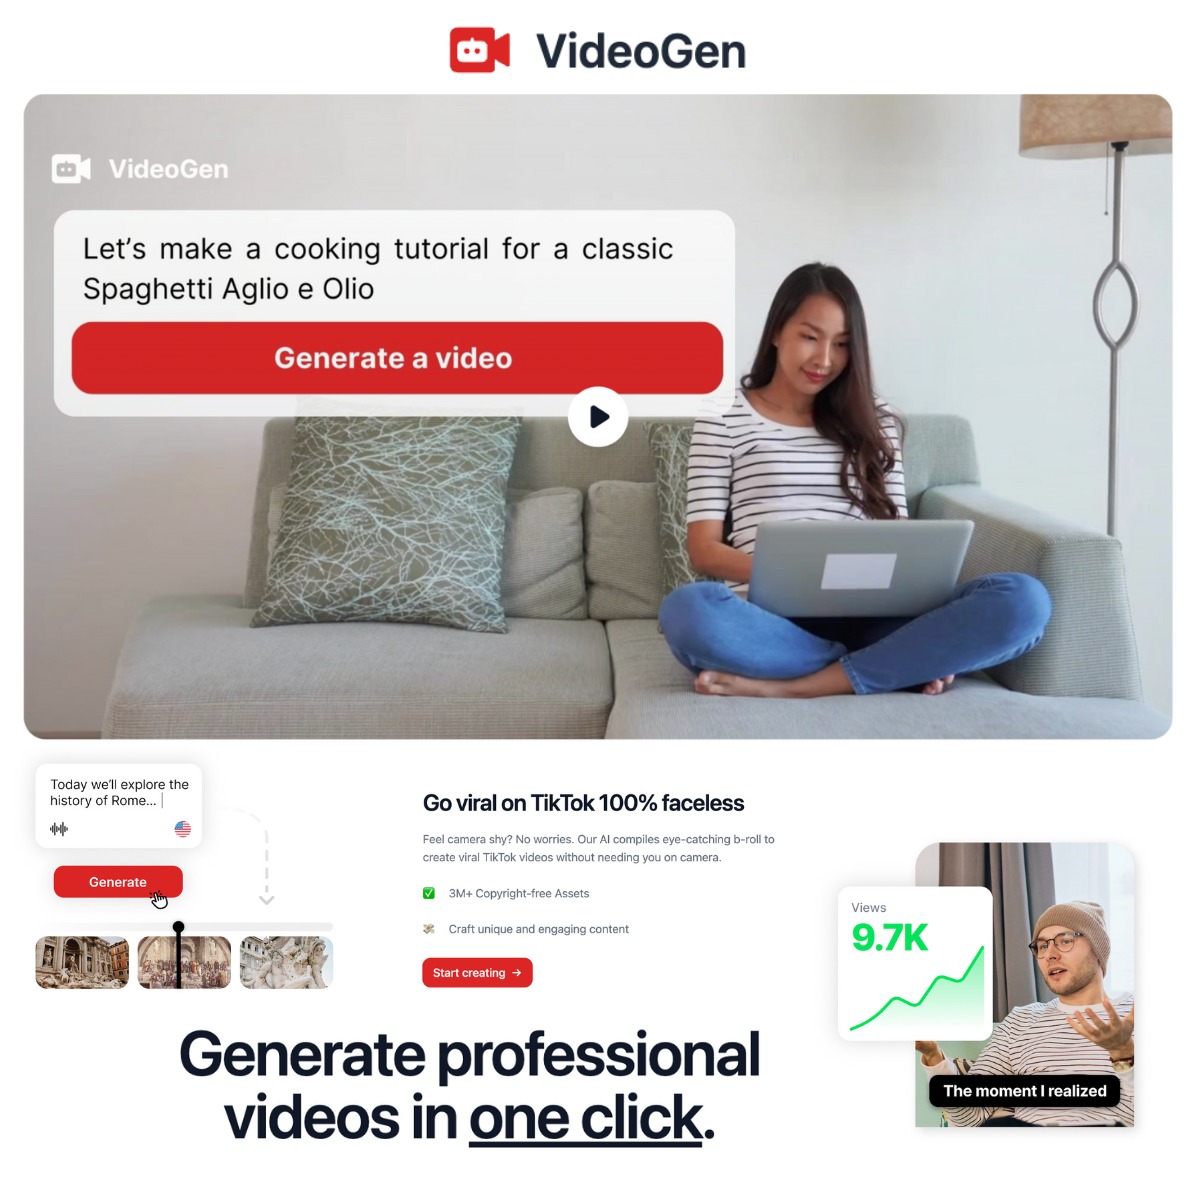 VideoGen
VideoGen
Let's make a cooking tutorial for a classic
Spaghetti Aglio e Olio
Generate a video
Today we'll explore the
history of Rome...
Generate
Go viral on TikTok 100% faceless
Feel camera shy? No worries. Our AI compiles eye-catching b-roll to
create viral TikTok videos without needing you on camera.
3M+ Copyright-free Assets
Craft unique and engaging content
Start creating →
Views
9.7K
The moment I realized
Generate professional
videos in one click.